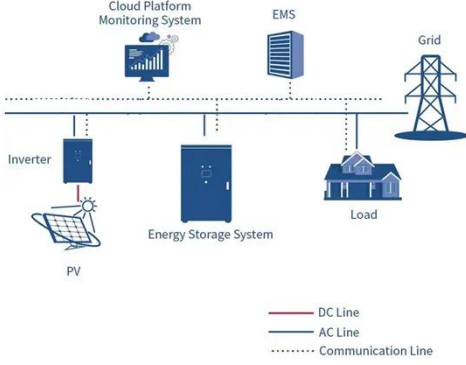 Cloud Platform
Monitoring System
EMS
Grid
Inverter
Energy Storage System
Load
PV
DC Line
AC Line
Communication Line